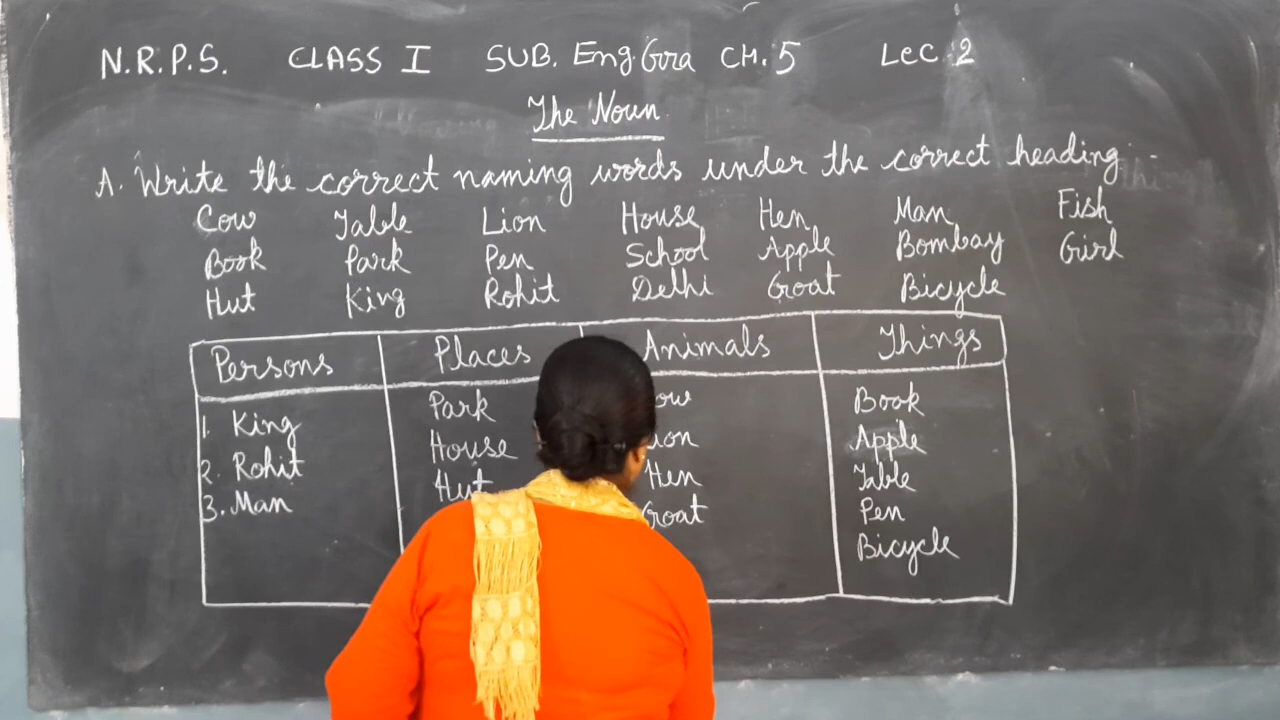 N.R.P.S. CLASS I SUB. Eng Gra CH. 5 LEC. 2
The Noun
A. Write the correct naming words under the correct heading.
Cow Table Lion House Hen Man Fish
Book Park Pen School Apple Bombay Girl
Hut King Rohit Delhi Goat Bicycle
Persons Places Animals Things
1. King Park ow Book
2. Rohit House ion Apple
3. Man Hut Hen Table
Goat Pen
Bicycle